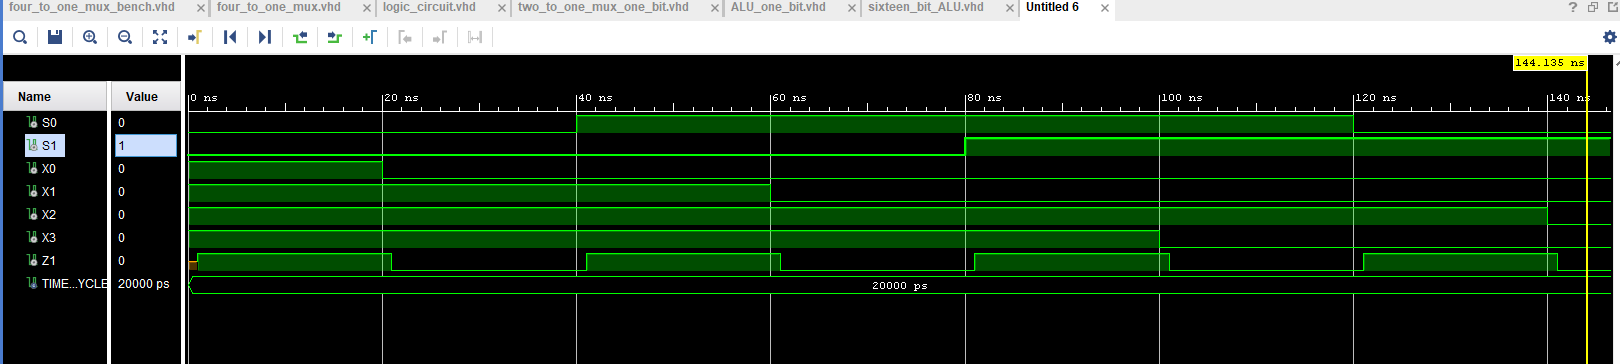 four_to_one_mux_bench.vhd four_to_one_mux.vhd logic_circuit.vhd two_to_one_mux_one_bit.vhd ALU_one_bit.vhd sixteen_bit_ALU.vhd Untitled 6
144.135 ns
Name Value 0 ns 20 ns 40 ns 60 ns 80 ns 100 ns 120 ns 140 ns
S0 0
S1 1
X0 0
X1 0
X2 0
X3 0
Z1 0
TIME...YCLE 20000 ps 20000 ps